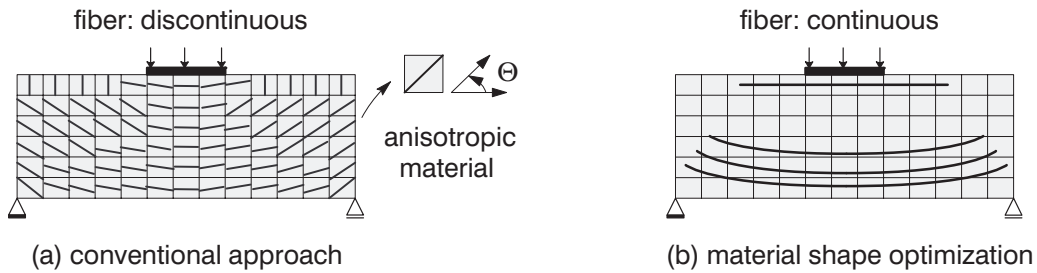 fiber: discontinuous
fiber: continuous
Θ
anisotropic
material
(a) conventional approach
(b) material shape optimization